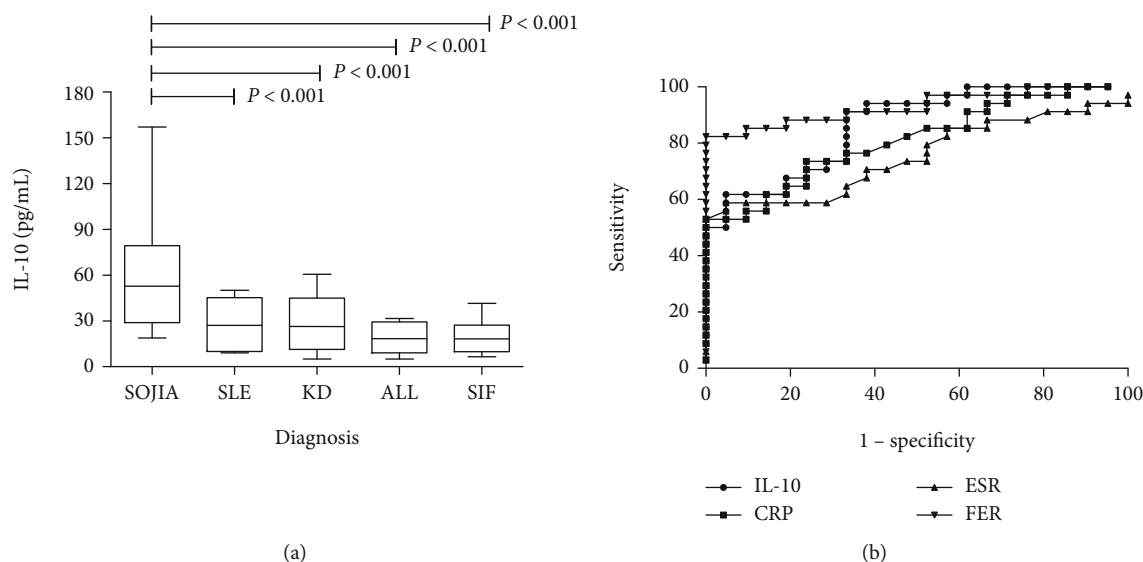 P < 0.001
P < 0.001
P < 0.001
P < 0.001
180
150
120
90
60
30
0
IL-10 (pg/mL)
SOJIA SLE KD ALL SIF
Diagnosis
(a)
100
80
60
40
20
0
Sensitivity
0 20 40 60 80 100
1 – specificity
IL-10 ESR
CRP FER
(b)